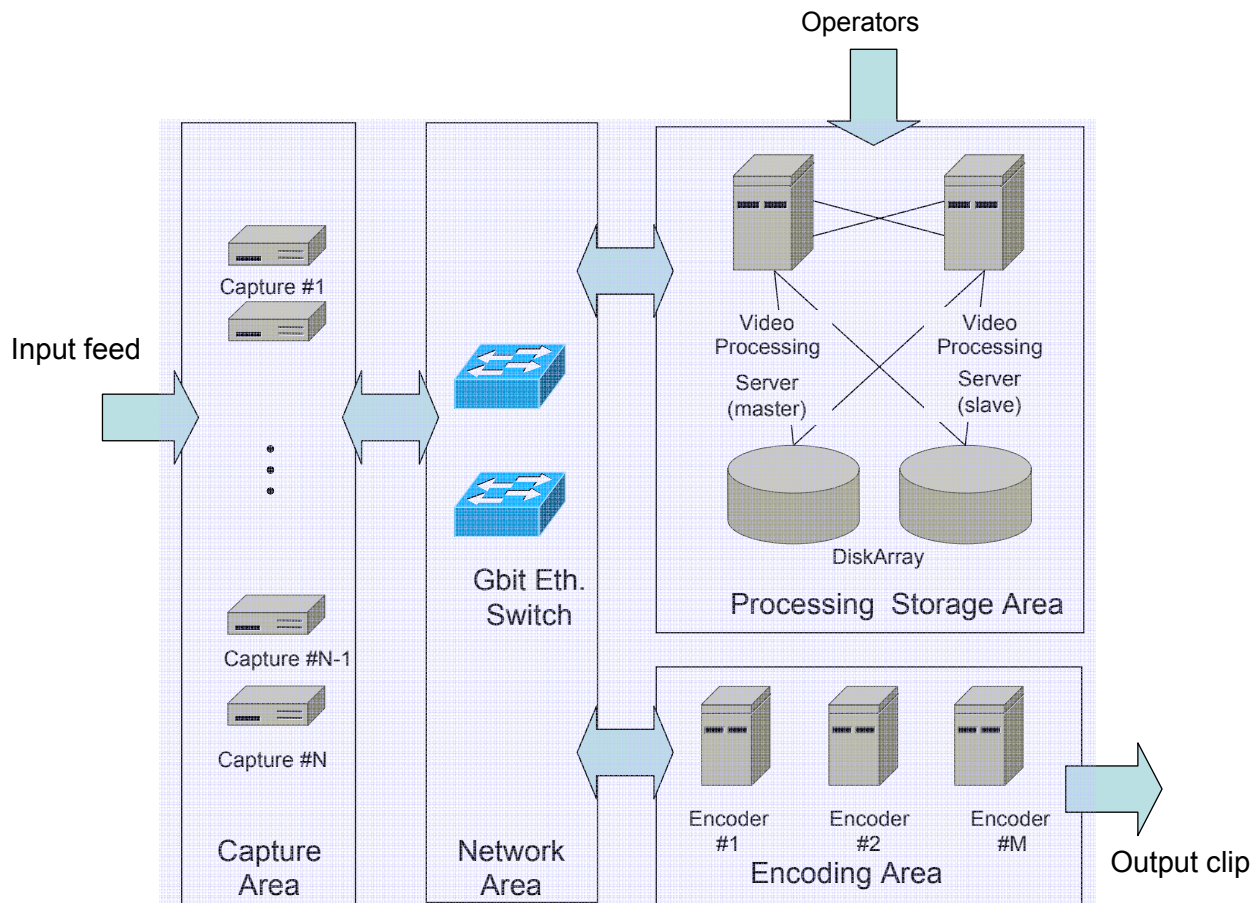 Operators
Input feed
Capture #1
Capture #N-1
Capture #N
Capture
Area
Gbit Eth.
Switch
Network
Area
Video
Processing
Server
(master)
Video
Processing
Server
(slave)
DiskArray
Processing Storage Area
Encoder
#1
Encoder
#2
Encoder
#M
Encoding Area
Output clip